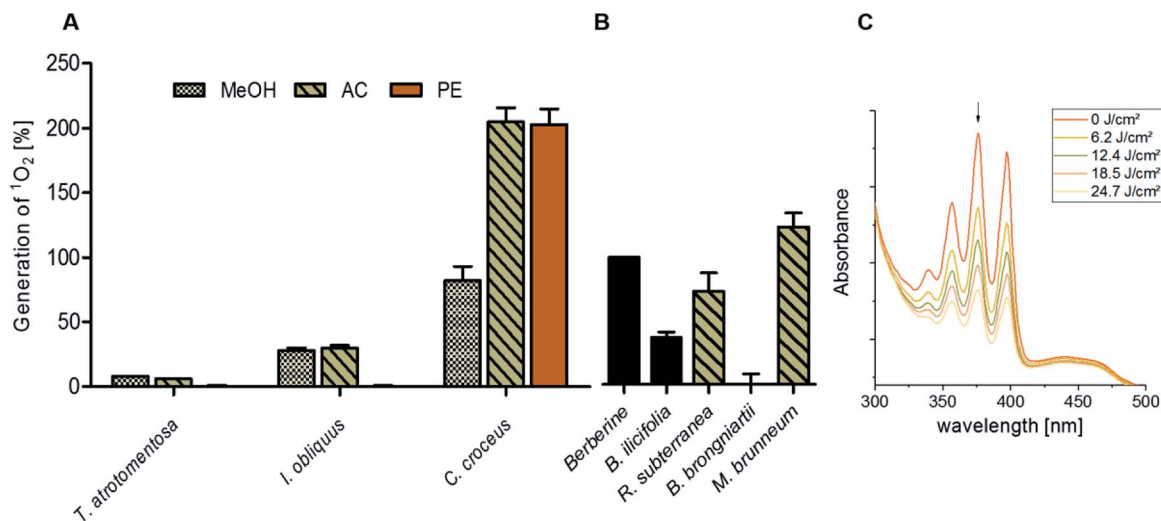 A
B
C
Generation of ¹O₂ [%]
250
200
150
100
50
0
MeOH
AC
PE
T. atrotomentosa
I. obliquus
C. croceus
Berberine
B. ilicifolia
R. subterranea
B. brongniartii
M. brunneum
Absorbance
0 J/cm²
6.2 J/cm²
12.4 J/cm²
18.5 J/cm²
24.7 J/cm²
300
350
400
450
500
wavelength [nm]